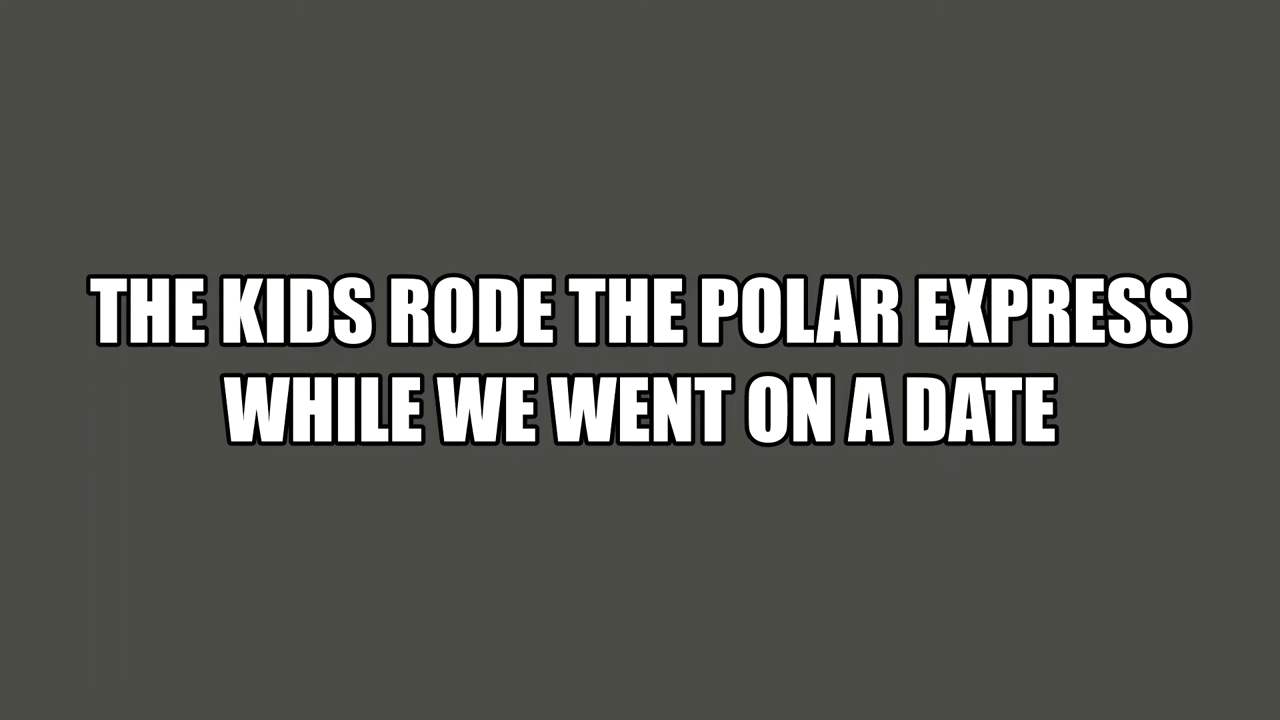 THE KIDS RODE THE POLAR EXPRESS
WHILE WE WENT ON A DATE